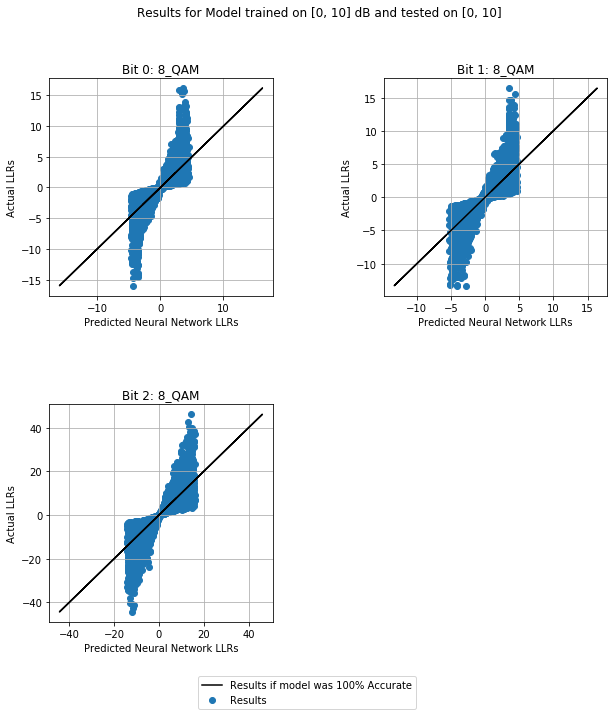 Results for Model trained on [0, 10] dB and tested on [0, 10]
Bit 0: 8_QAM
15
10
5
0
−5
−10
−15
Actual LLRs
−10 0 10
Predicted Neural Network LLRs
Bit 1: 8_QAM
15
10
5
0
−5
−10
Actual LLRs
−10 −5 0 5 10 15
Predicted Neural Network LLRs
Bit 2: 8_QAM
40
20
0
−20
−40
Actual LLRs
−40 −20 0 20 40
Predicted Neural Network LLRs
Results if model was 100% Accurate
Results